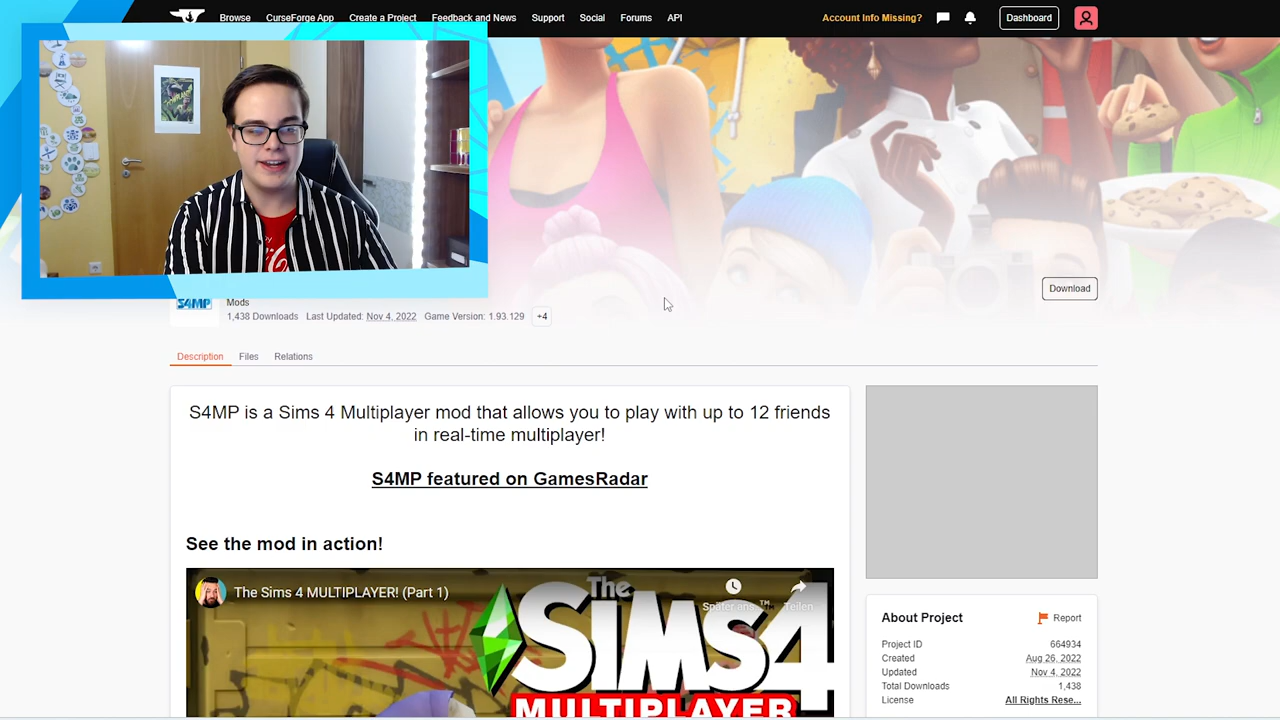 Browse CurseForge App Create a Project Feedback and News Support Social Forums API Account Info Missing? Dashboard
S4MP
Mods
1,438 Downloads Last Updated: Nov 4, 2022 Game Version: 1.93.129 +4
Download
Description Files Relations
S4MP is a Sims 4 Multiplayer mod that allows you to play with up to 12 friends
in real-time multiplayer!
S4MP featured on GamesRadar
See the mod in action!
The Sims 4 MULTIPLAYER! (Part 1)
Später ans... Teilen
The
SIMS 4
MULTIPLAYER
About Project
Report
Project ID 664934
Created Aug 26, 2022
Updated Nov 4, 2022
Total Downloads 1,438
License All Rights Rese...